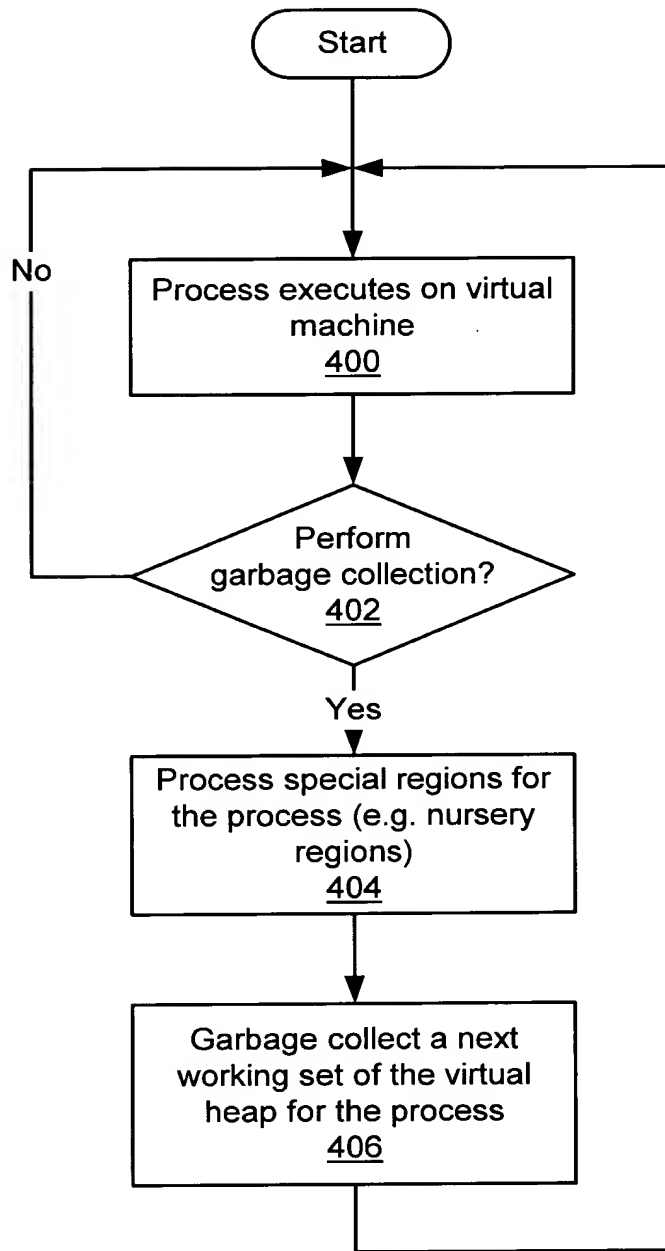 Start
No
Process executes on virtual
machine
400
Perform
garbage collection?
402
Yes
Process special regions for
the process (e.g. nursery
regions)
404
Garbage collect a next
working set of the virtual
heap for the process
406